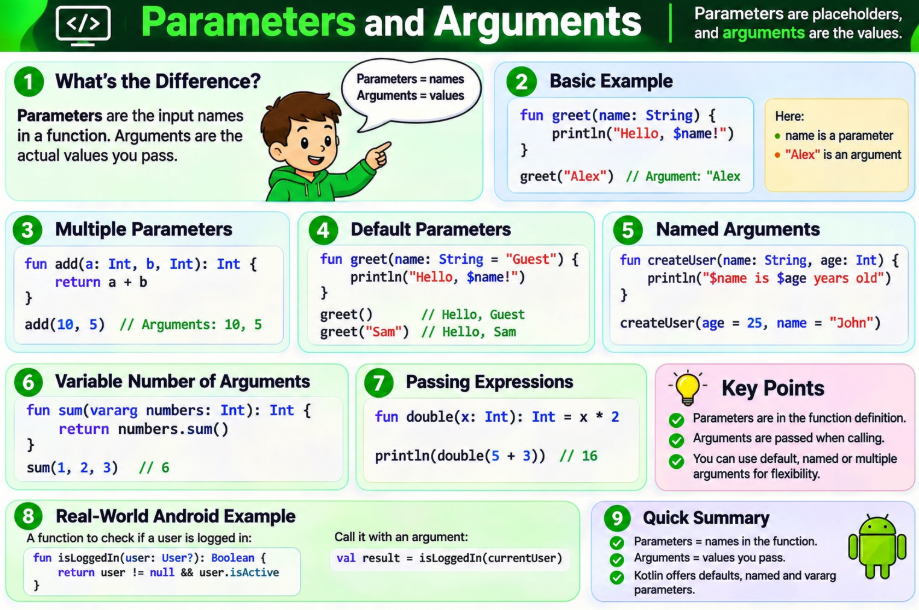 </>
Parameters and Arguments
Parameters are placeholders,
and arguments are the values.
1 What's the Difference?
Parameters are the input names
in a function. Arguments are the
actual values you pass.
Parameters = names
Arguments = values
2 Basic Example
fun greet(name: String) {
    println("Hello, $name!")
}
greet("Alex") // Argument: "Alex
Here:
• name is a parameter
• "Alex" is an argument
3 Multiple Parameters
fun add(a: Int, b, Int): Int {
    return a + b
}
add(10, 5) // Arguments: 10, 5
4 Default Parameters
fun greet(name: String = "Guest") {
    println("Hello, $name!")
}
greet() // Hello, Guest
greet("Sam") // Hello, Sam
5 Named Arguments
fun createUser(name: String, age: Int) {
    println("$name is $age years old")
}
createUser(age = 25, name = "John")
6 Variable Number of Arguments
fun sum(vararg numbers: Int): Int {
    return numbers.sum()
}
sum(1, 2, 3) // 6
7 Passing Expressions
fun double(x: Int): Int = x * 2
println(double(5 + 3)) // 16
Key Points
Parameters are in the function definition.
Arguments are passed when calling.
You can use default, named or multiple
arguments for flexibility.
8 Real-World Android Example
A function to check if a user is logged in:
fun isLoggedIn(user: User?): Boolean {
    return user != null && user.isActive
}
Call it with an argument:
val result = isLoggedIn(currentUser)
9 Quick Summary
Parameters = names in the function.
Arguments = values you pass.
Kotlin offers defaults, named and vararg
parameters.